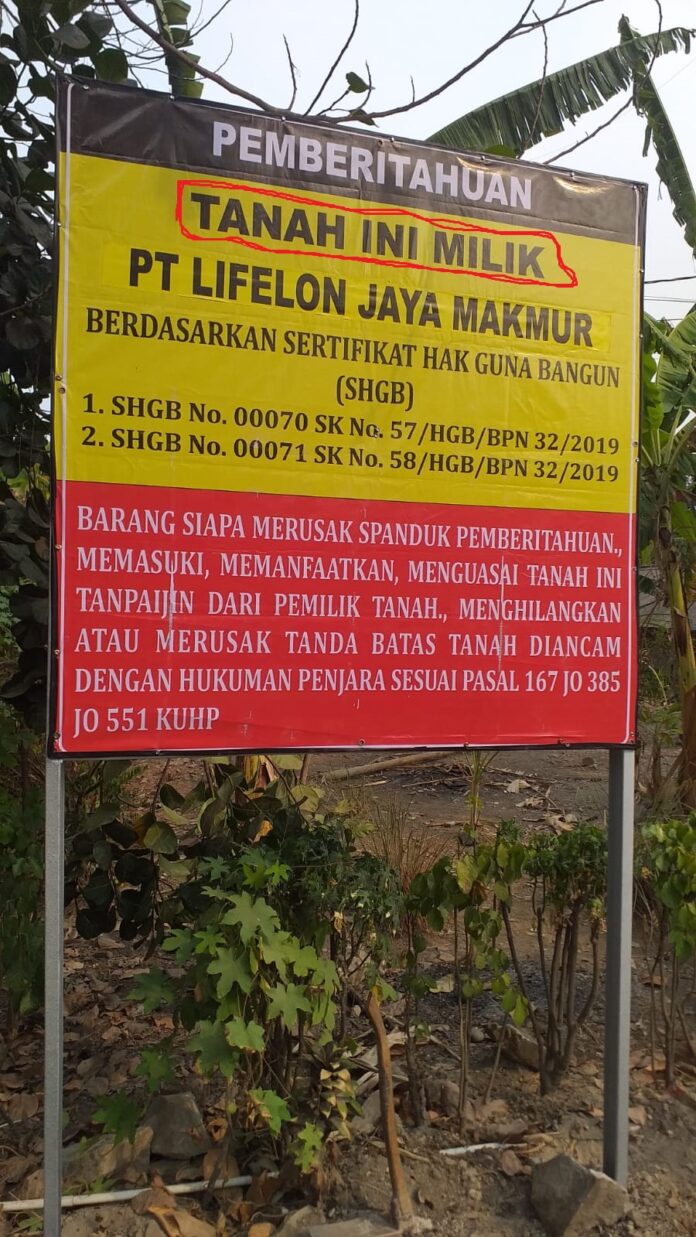 PEMBERITAHUAN
TANAH INI MILIK
PT LIFELON JAYA MAKMUR
BERDASARKAN SERTIFIKAT HAK GUNA BANGUN
(SHGB)
1. SHGB No. 00070 SK No. 57/HGB/BPN 32/2019
2. SHGB No. 00071 SK No. 58/HGB/BPN 32/2019
BARANG SIAPA MERUSAK SPANDUK PEMBERITAHUAN.,
MEMASUKI, MEMANFAATKAN, MENGUASAI TANAH INI
TANPAIJIN DARI PEMILIK TANAH., MENGHILANGKAN
ATAU MERUSAK TANDA BATAS TANAH DIANCAM
DENGAN HUKUMAN PENJARA SESUAI PASAL 167 JO 385
JO 551 KUHP